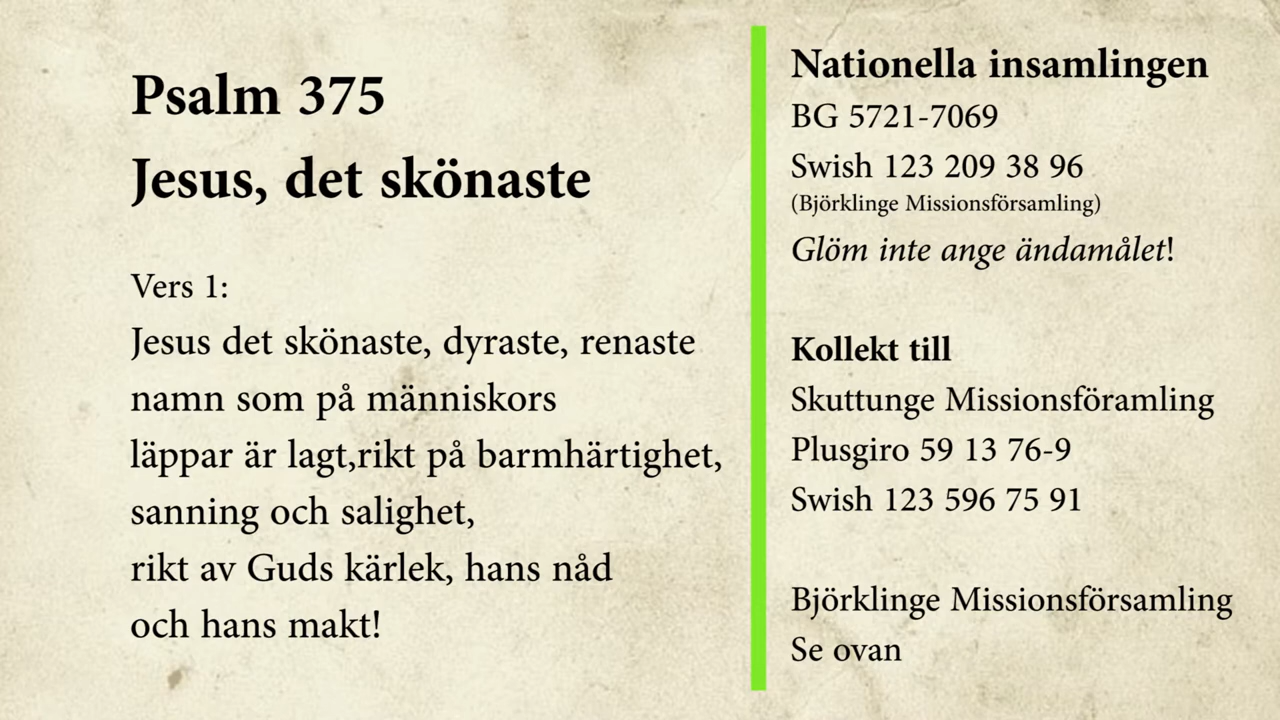 Psalm 375
Jesus, det skönaste
Vers 1:
Jesus det skönaste, dyraste, renaste
namn som på människors
läppar är lagt,rikt på barmhärtighet,
sanning och salighet,
rikt av Guds kärlek, hans nåd
och hans makt!
Nationella insamlingen
BG 5721-7069
Swish 123 209 38 96
(Björklinge Missionsförsamling)
Glöm inte ange ändamålet!
Kollekt till
Skuttunge Missionsföramling
Plusgiro 59 13 76-9
Swish 123 596 75 91
Björklinge Missionsförsamling
Se ovan